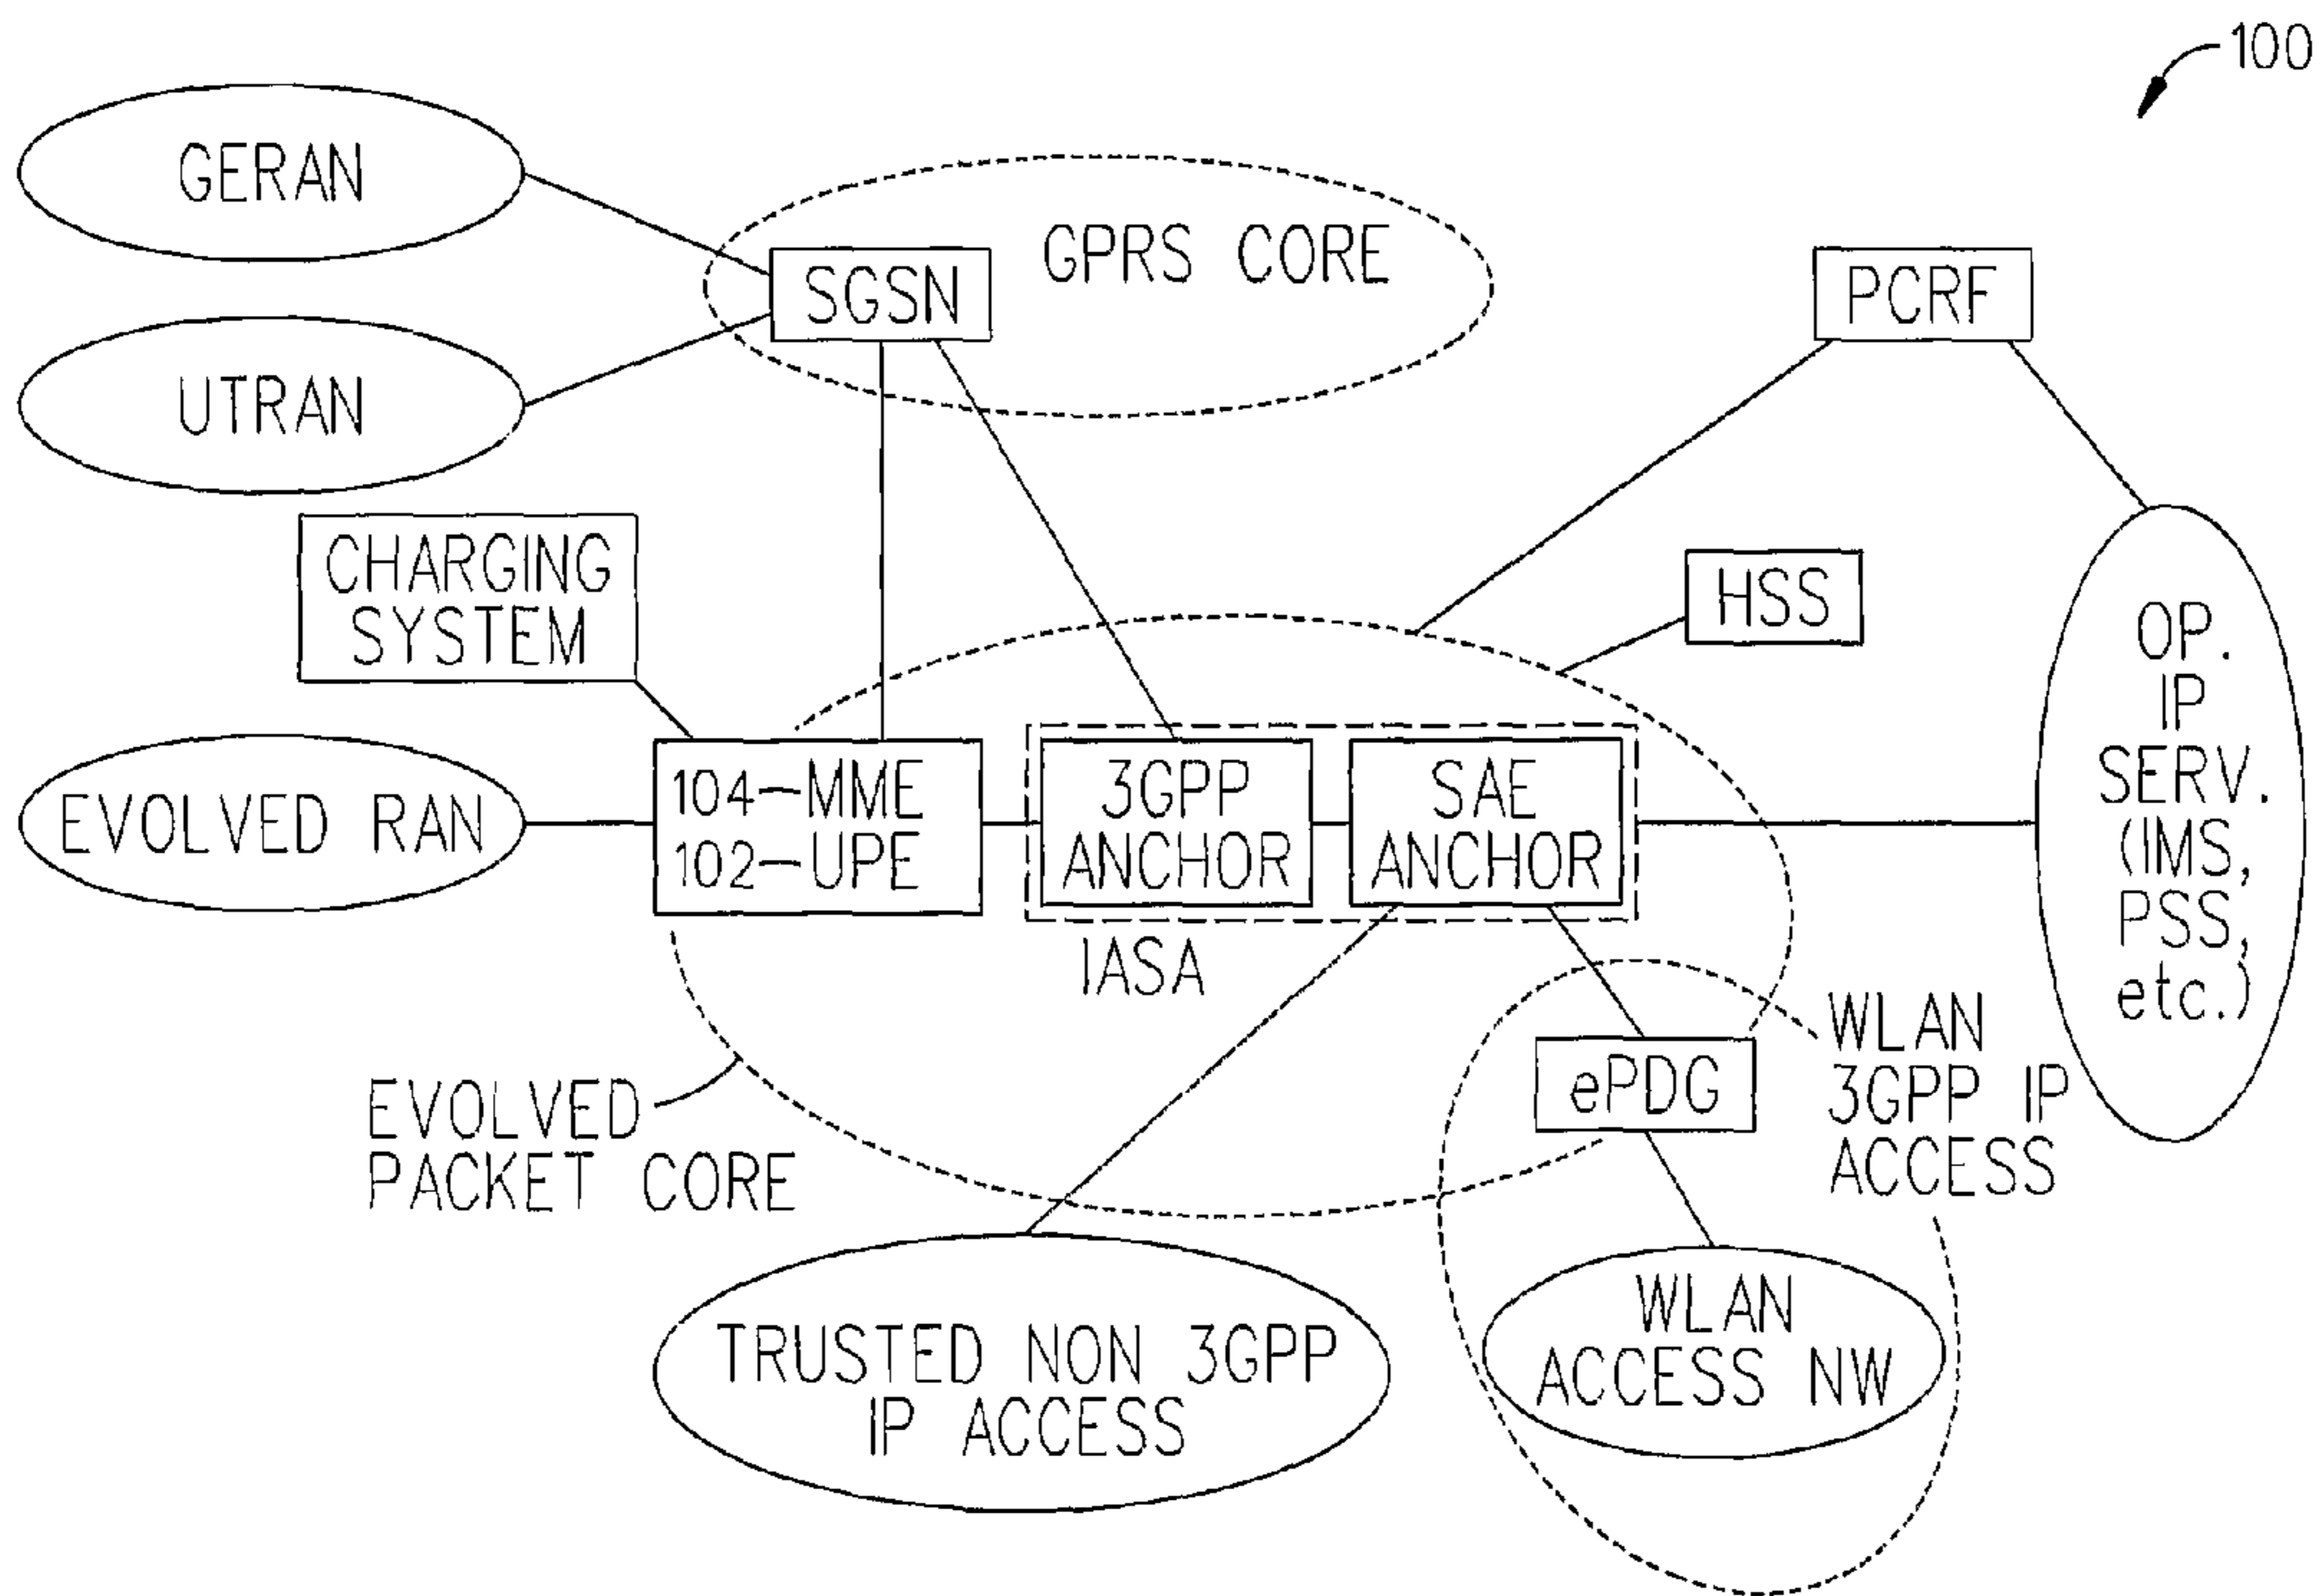 100
GERAN
GPRS CORE
SGSN
PCRF
UTRAN
CHARGING
SYSTEM
HSS
OP.
IP
SERV.
(IMS,
PSS,
etc.)
EVOLVED RAN
104-MME
102-UPE
3GPP
ANCHOR
SAE
ANCHOR
IASA
WLAN
3GPP IP
ACCESS
ePDG
EVOLVED
PACKET CORE
TRUSTED NON 3GPP
IP ACCESS
WLAN
ACCESS NW